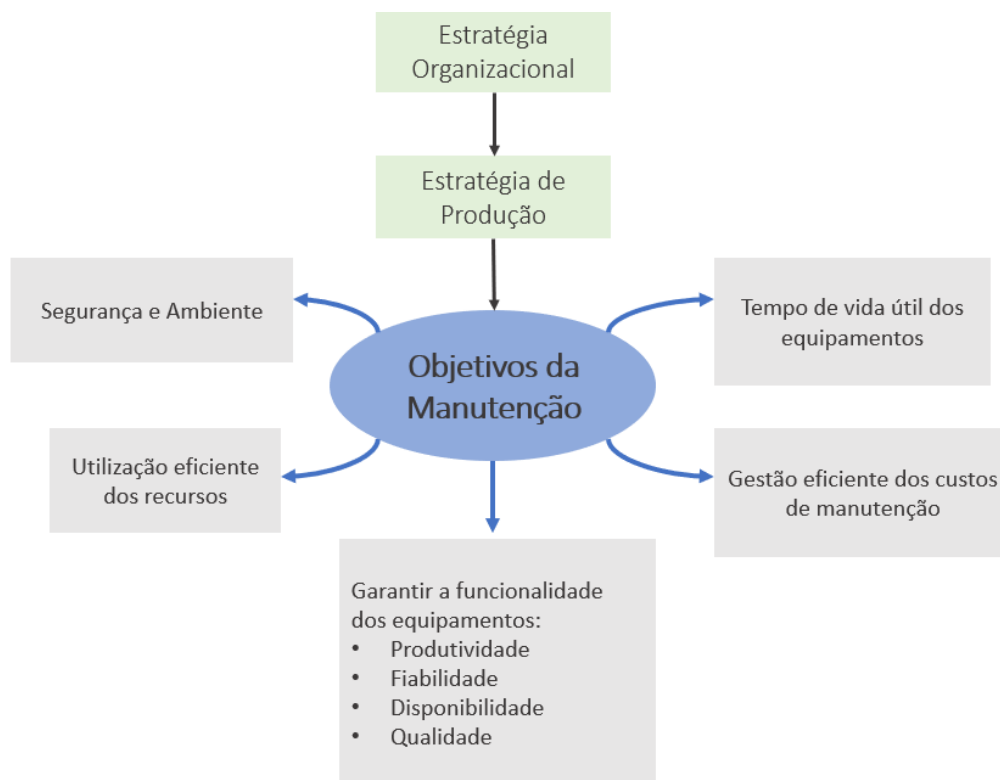 Estratégia
Organizacional
Estratégia de
Produção
Segurança e Ambiente
Tempo de vida útil dos
equipamentos
Objetivos da
Manutenção
Utilização eficiente
dos recursos
Gestão eficiente dos custos
de manutenção
Garantir a funcionalidade
dos equipamentos:
• Produtividade
• Fiabilidade
• Disponibilidade
• Qualidade